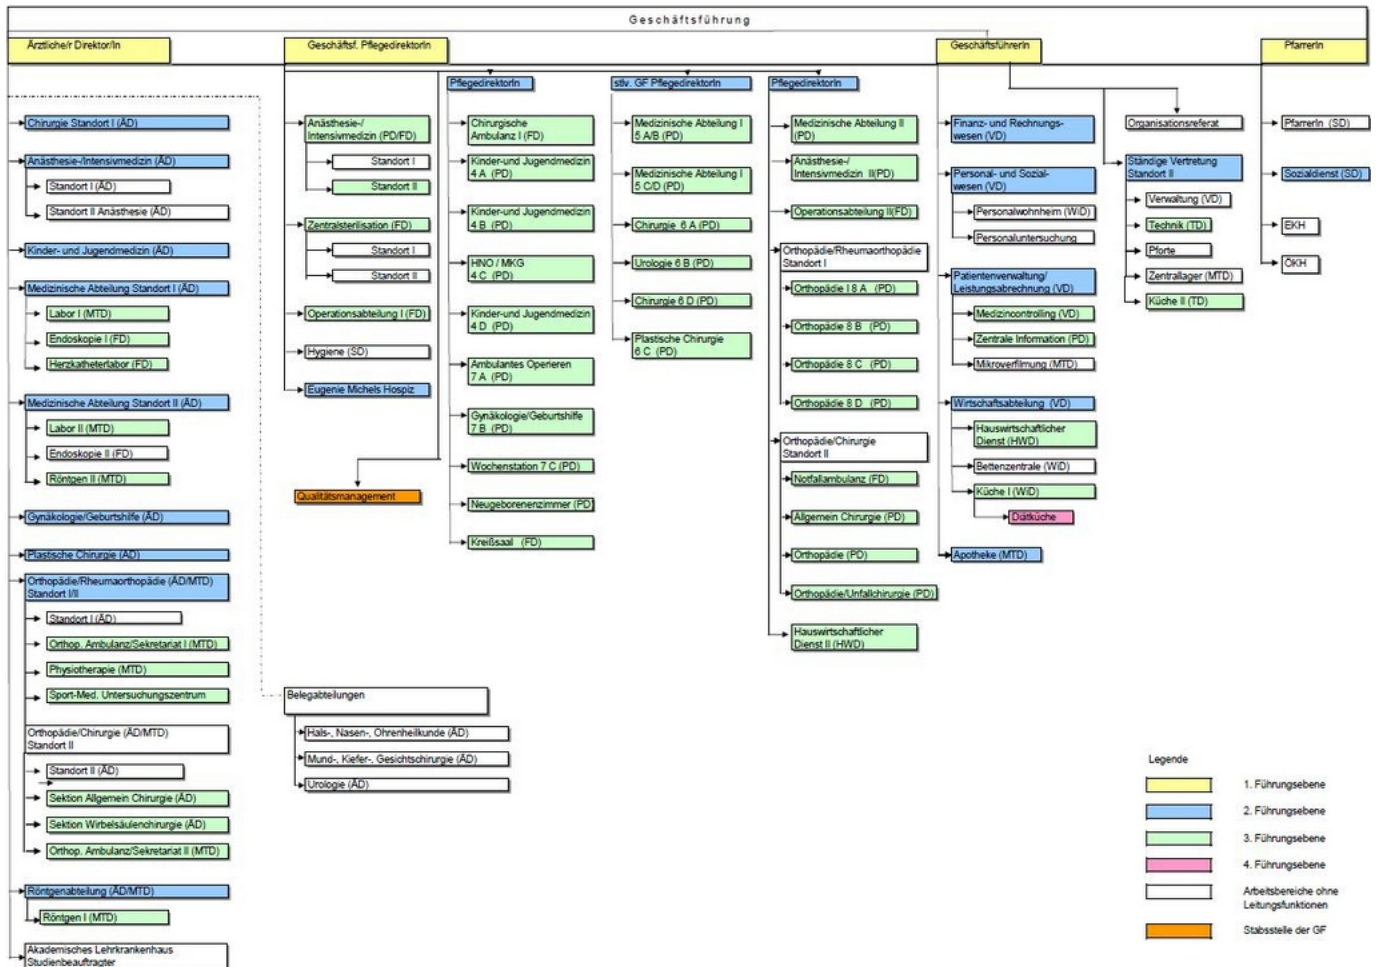 Geschäftsführung
Ärztliche/r Direktor/In
Chirurgie Standort I (ÄD)
Anästhesie-/Intensivmedizin (ÄD)
Standort I (ÄD)
Standort II Anästhesie (ÄD)
Kinder- und Jugendmedizin (ÄD)
Medizinische Abteilung Standort I (ÄD)
Labor I (MTD)
Endoskopie I (FD)
Herzkatheterlabor (FD)
Medizinische Abteilung Standort II (ÄD)
Labor II (MTD)
Endoskopie II (FD)
Röntgen II (MTD)
Gynäkologie/Geburtshilfe (ÄD)
Plastische Chirurgie (ÄD)
Orthopädie/Rheumaorthopädie (ÄD/MTD)
Standort I/II
Standort I (ÄD)
Orthop. Ambulanz/Sekretariat I (MTD)
Physiotherapie (MTD)
Sport-Med. Untersuchungszentrum
Orthopädie/Chirurgie (ÄD/MTD)
Standort II
Standort II (ÄD)
Sektion Allgemein Chirurgie (ÄD)
Sektion Wirbelsäulenchirurgie (ÄD)
Orthop. Ambulanz/Sekretariat II (MTD)
Röntgenabteilung (ÄD/MTD)
Röntgen I (MTD)
Akademisches Lehrkrankenhaus
Studienbeauftragter
Geschäftsf. PflegedirektorIn
Anästhesie-/
Intensivmedizin (PD/FD)
Standort I
Standort II
Zentralsterilisation (FD)
Standort I
Standort II
Operationsabteilung I (FD)
Hygiene (SD)
Eugenie Michels Hospiz
Qualitätsmanagement
Belegabteilungen
Hals-, Nasen-, Ohrenheilkunde (ÄD)
Mund-, Kiefer-, Gesichtschirurgie (ÄD)
Urologie (ÄD)
PflegedirektorIn
Chirurgische
Ambulanz I (FD)
Kinder-und Jugendmedizin
4 A (PD)
Kinder-und Jugendmedizin
4 B (PD)
HNO / MKG
4 C (PD)
Kinder-und Jugendmedizin
4 D (PD)
Ambulantes Operieren
7 A (PD)
Gynäkologie/Geburtshilfe
7 B (PD)
Wochenstation 7 C (PD)
Neugeborenenzimmer (PD)
Kreißsaal (FD)
stlv. GF PflegedirektorIn
Medizinische Abteilung I
5 A/B (PD)
Medizinische Abteilung I
5 C/D (PD)
Chirurgie 6 A (PD)
Urologie 6 B (PD)
Chirurgie 6 D (PD)
Plastische Chirurgie
6 C (PD)
PflegedirektorIn
Medizinische Abteilung II
(PD)
Anästhesie-/
Intensivmedizin II(PD)
Operationsabteilung II(FD)
Orthopädie/Rheumaorthopädie
Standort I
Orthopädie I 8 A (PD)
Orthopädie 8 B (PD)
Orthopädie 8 C (PD)
Orthopädie 8 D (PD)
Orthopädie/Chirurgie
Standort II
Notfallambulanz (FD)
Allgemein Chirurgie (PD)
Orthopädie (PD)
Orthopädie/Unfallchirurgie (PD)
Hauswirtschaftlicher
Dienst II (HWD)
GeschäftsführerIn
Finanz- und Rechnungs-
wesen (VD)
Personal- und Sozial-
wesen (VD)
Personalwohnheim (WiD)
Personaluntersuchung
Patientenverwaltung/
Leistungsabrechnung (VD)
Medizincontrolling (VD)
Zentrale Information (PD)
Mikroverfilmung (MTD)
Wirtschaftsabteilung (VD)
Hauswirtschaftlicher
Dienst (HWD)
Bettenzentrale (WiD)
Küche I (WiD)
Diätküche
Apotheke (MTD)
Organisationsreferat
Ständige Vertretung
Standort II
Verwaltung (VD)
Technik (TD)
Pforte
Zentrallager (MTD)
Küche II (TD)
PfarrerIn
PfarrerIn (SD)
Sozialdienst (SD)
EKH
ÖKH
Legende
1. Führungsebene
2. Führungsebene
3. Führungsebene
4. Führungsebene
Arbeitsbereiche ohne
Leitungsfunktionen
Stabsstelle der GF